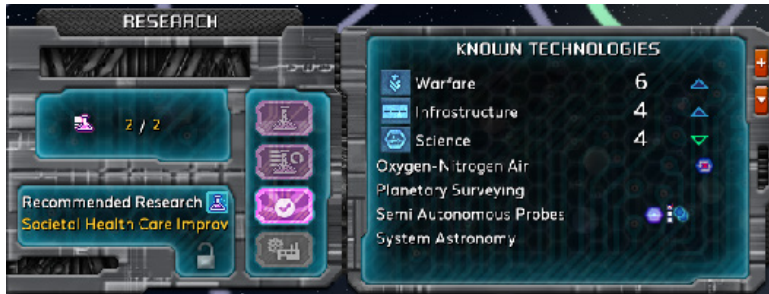 RESEARCH
2 / 2
Recommended Research
Societal Health Care Improv
KNOWN TECHNOLOGIES
Warfare 6
Infrastructure 4
Science 4
Oxygen-Nitrogen Air
Planetary Surveying
Semi Autonomous Probes
System Astronomy